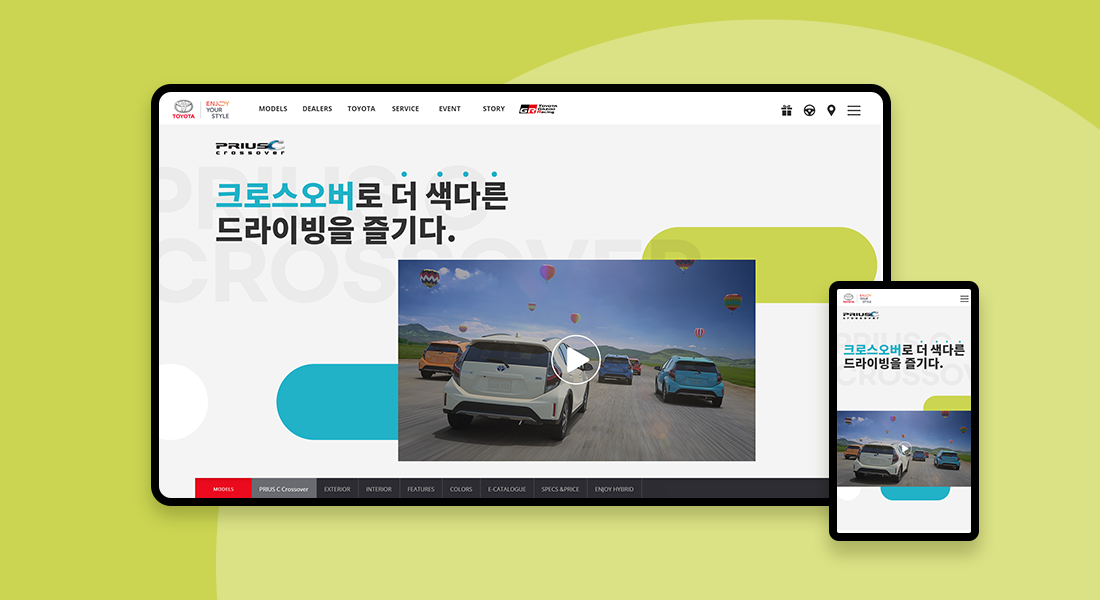 TOYOTA
ENJOY
YOUR
STYLE
MODELS DEALERS TOYOTA SERVICE EVENT STORY
GR TOYOTA
GAZOO
Racing
PRIUS C
crossover
PRIUS C
CROSSOVER
크로스오버로 더 색다른
드라이빙을 즐기다.
MODELS PRIUS C Crossover EXTERIOR INTERIOR FEATURES COLORS E-CATALOGUE SPECS &PRICE ENJOY HYBRID
TOYOTA
ENJOY
YOUR
STYLE
PRIUS C
crossover
PRIUS C
CROSSOV
크로스오버로 더 색다른
드라이빙을 즐기다.